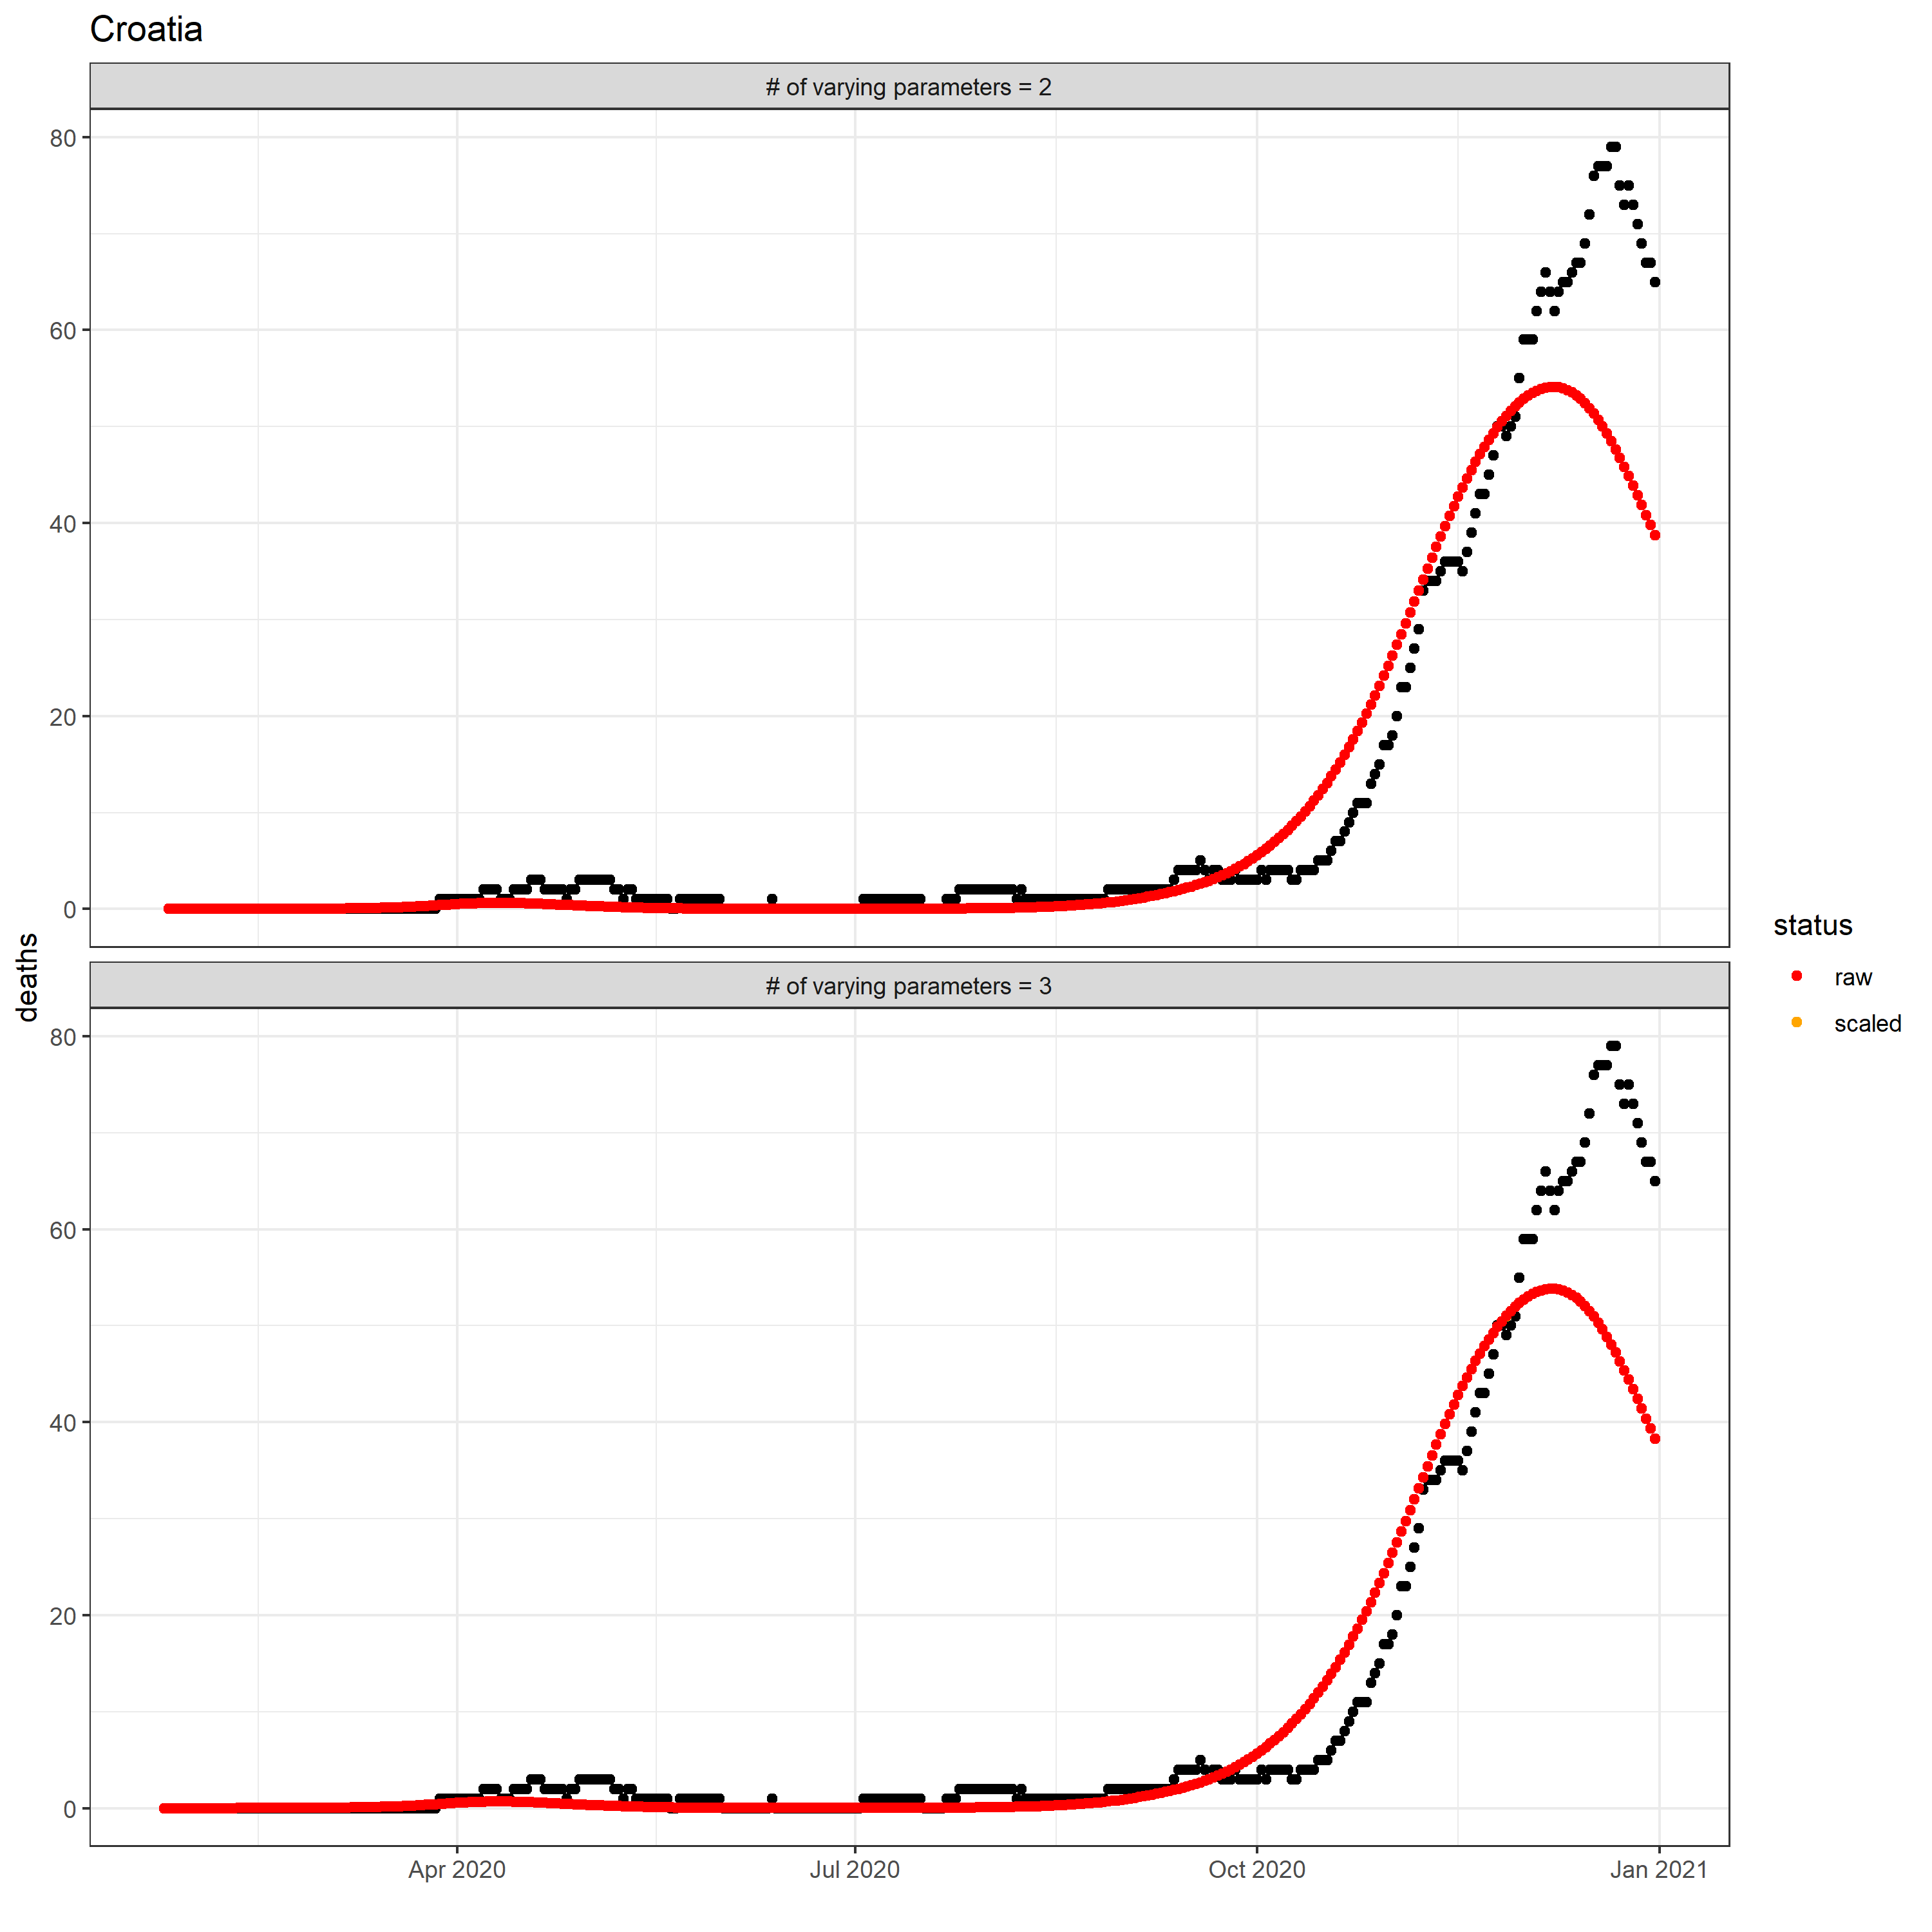 Croatia
# of varying parameters = 2
80
60
40
20
0
deaths
# of varying parameters = 3
80
60
40
20
0
Apr 2020
Jul 2020
Oct 2020
Jan 2021
status
raw
scaled